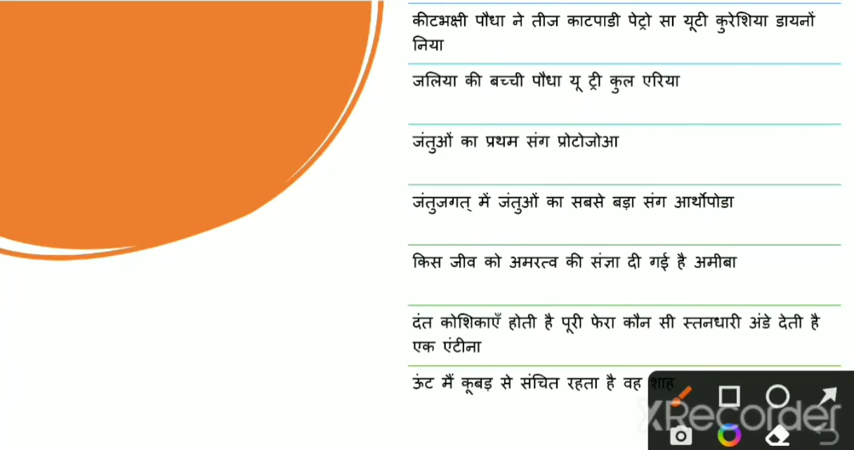 कीटभक्षी पौधा ने तीज काटपाडी पेट्रो सा यूटी कुरेशिया डायनों
निया
जलिया की बच्ची पौधा यू ट्री कुल एरिया
जंतुओं का प्रथम संग प्रोटोजोआ
जंतुजगत् में जंतुओं का सबसे बड़ा संग आर्थोपोडा
किस जीव को अमरत्व की संज्ञा दी गई है अमीबा
दंत कोशिकाएँ होती है पूरी फेरा कौन सी स्तनधारी अंडे देती है
एक एंटीना
ऊंट मैं कूबड़ से संचित रहता है वह शाह
XRecorder